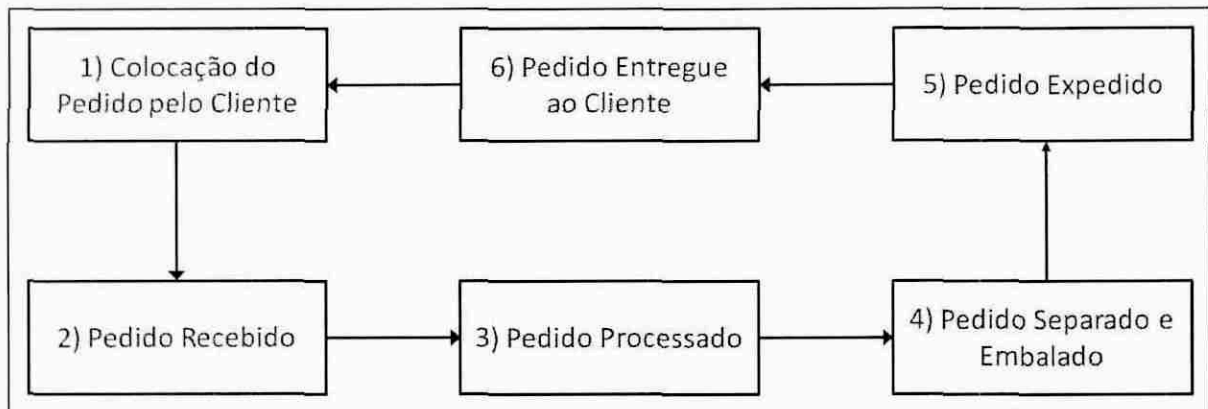 1) Colocação do
Pedido pelo Cliente
6) Pedido Entregue
ao Cliente
5) Pedido Expedido
2) Pedido Recebido
3) Pedido Processado
4) Pedido Separado e
Embalado